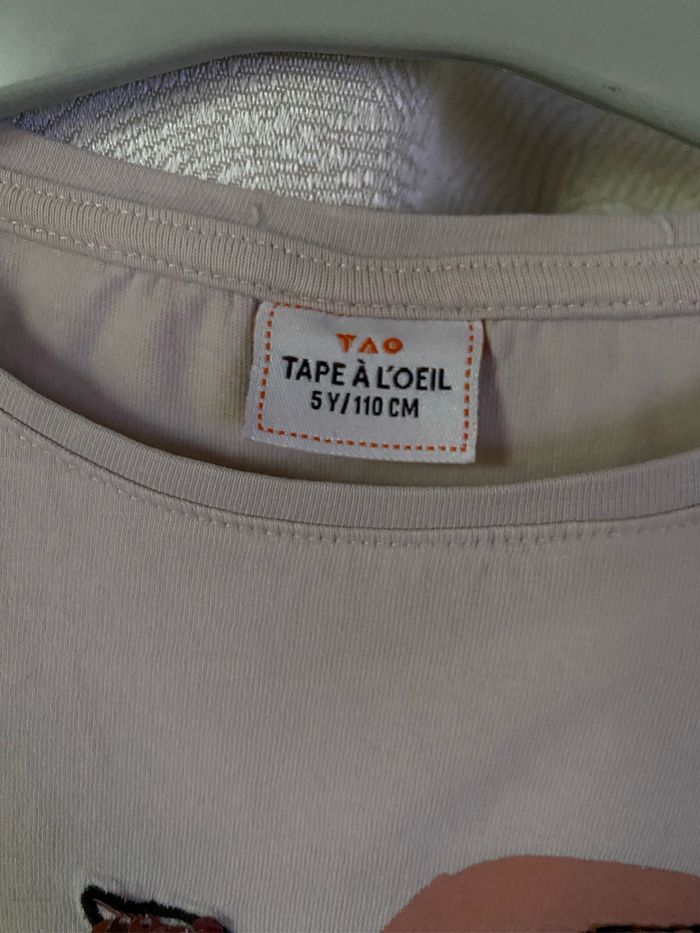 TAO
TAPE À L'OEIL
5 Y/110 CM